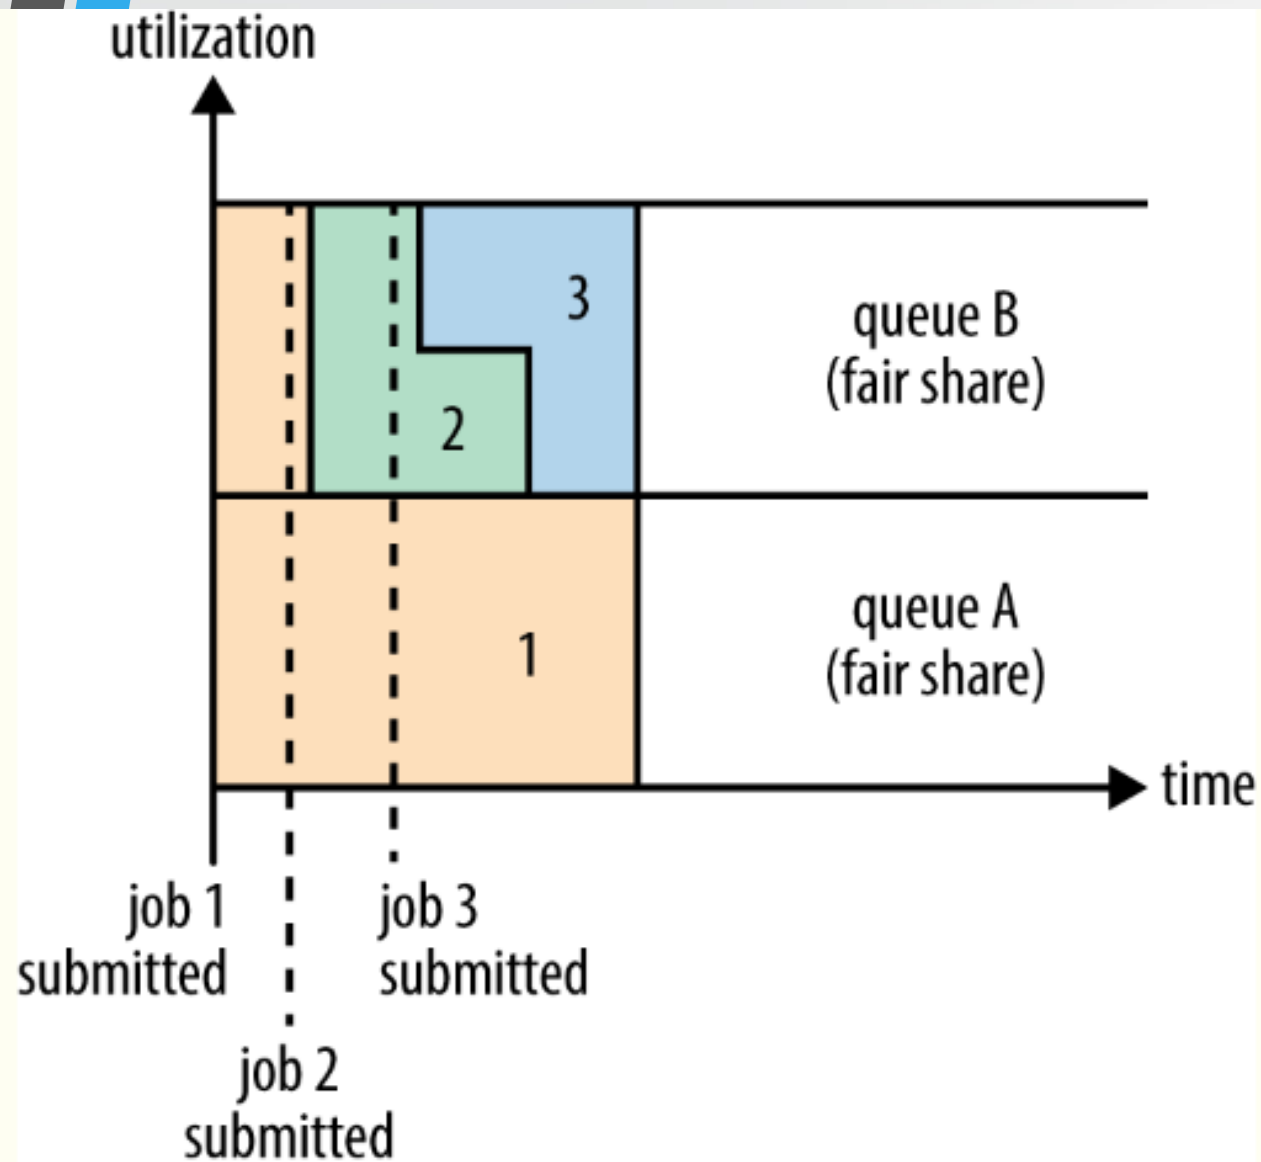 utilization
3
queue B
(fair share)
2
queue A
(fair share)
1
time
job 1
submitted
job 3
submitted
job 2
submitted